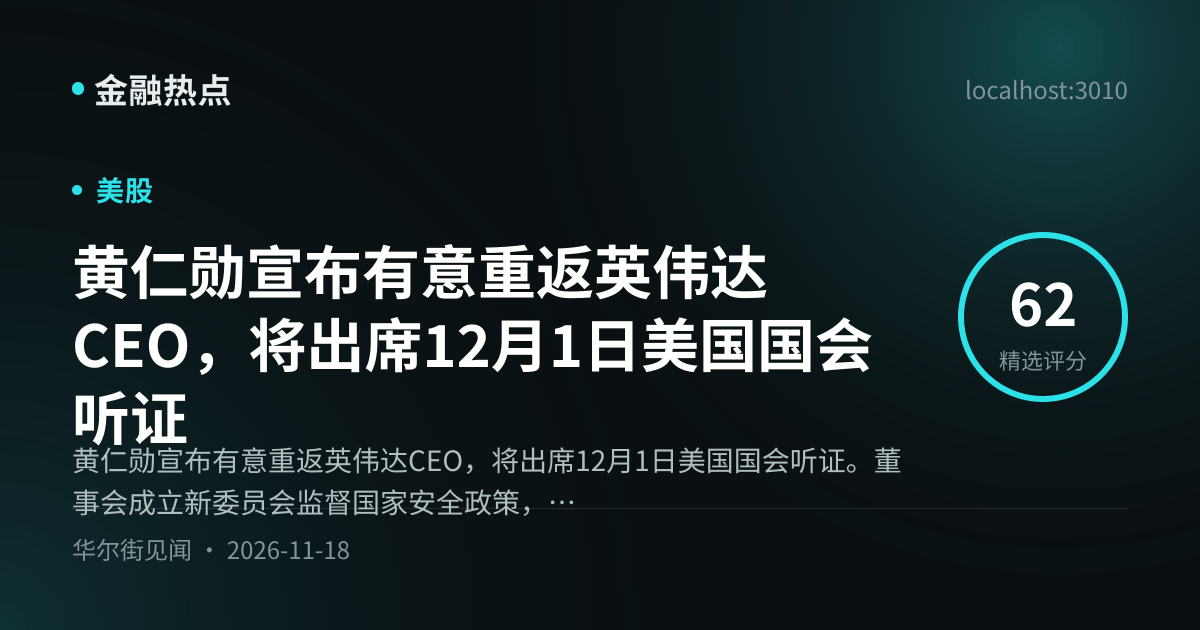 金融热点
localhost:3010
美股
黄仁勋宣布有意重返英伟达
CEO，将出席12月1日美国国会
听证
62
精选评分
黄仁勋宣布有意重返英伟达CEO，将出席12月1日美国国会听证。董
事会成立新委员会监督国家安全政策，…
华尔街见闻 · 2026-11-18